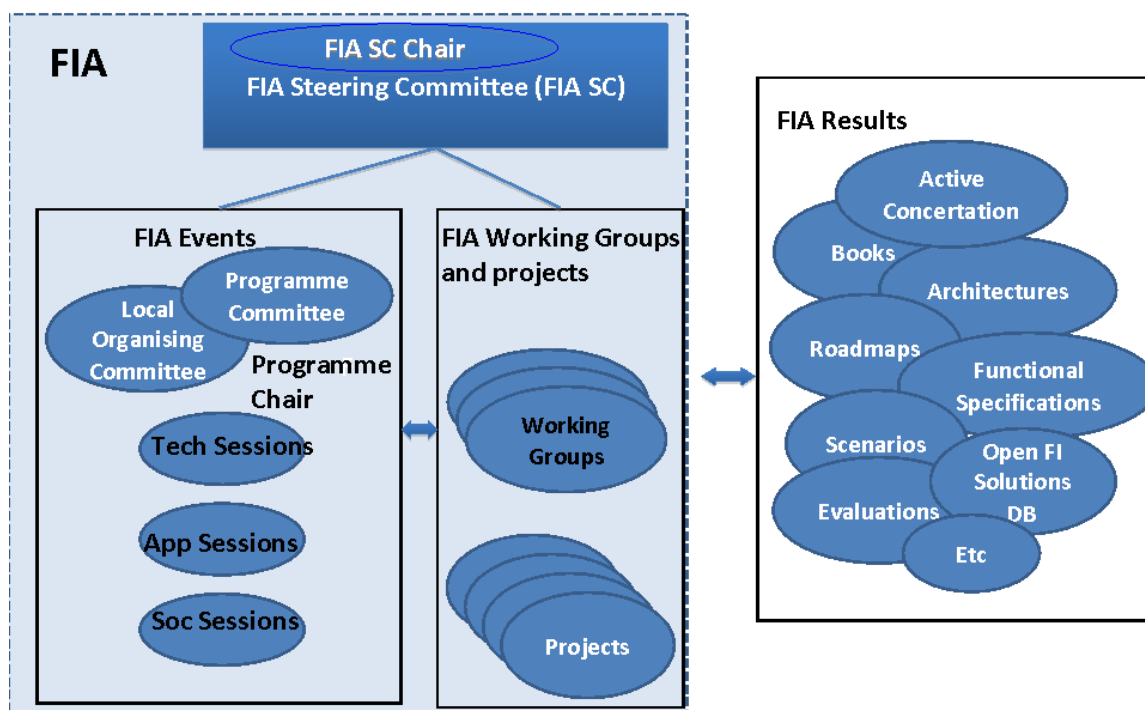 FIA
FIA SC Chair
FIA Steering Committee (FIA SC)
FIA Events
Programme
Committee
Local
Organising
Committee
Programme
Chair
Tech Sessions
App Sessions
Soc Sessions
FIA Working Groups
and projects
Working
Groups
Projects
FIA Results
Active
Concertation
Books
Architectures
Roadmaps
Functional
Specifications
Scenarios
Open FI
Solutions
DB
Evaluations
Etc